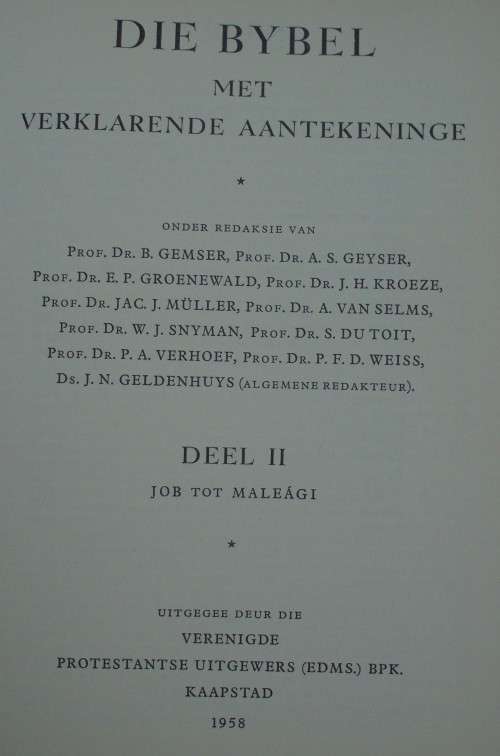 DIE BYBEL
MET
VERKLARENDE AANTEKENINGE
*
ONDER REDAKSIE VAN
PROF. DR. B. GEMSER, PROF. DR. A. S. GEYSER,
PROF. DR. E. P. GROENEWALD, PROF. DR. J. H. KROEZE,
PROF. DR. JAC. J. MÜLLER, PROF. DR. A. VAN SELMS,
PROF. DR. W. J. SNYMAN, PROF. DR. S. DU TOIT,
PROF. DR. P. A. VERHOEF, PROF. DR. P. F. D. WEISS,
DS. J. N. GELDENHUYS (ALGEMENE REDAKTEUR).
DEEL II
JOB TOT MALEÁGI
*
UITGEGEE DEUR DIE
VERENIGDE
PROTESTANTSE UITGEWERS (EDMS.) BPK.
KAAPSTAD
1958